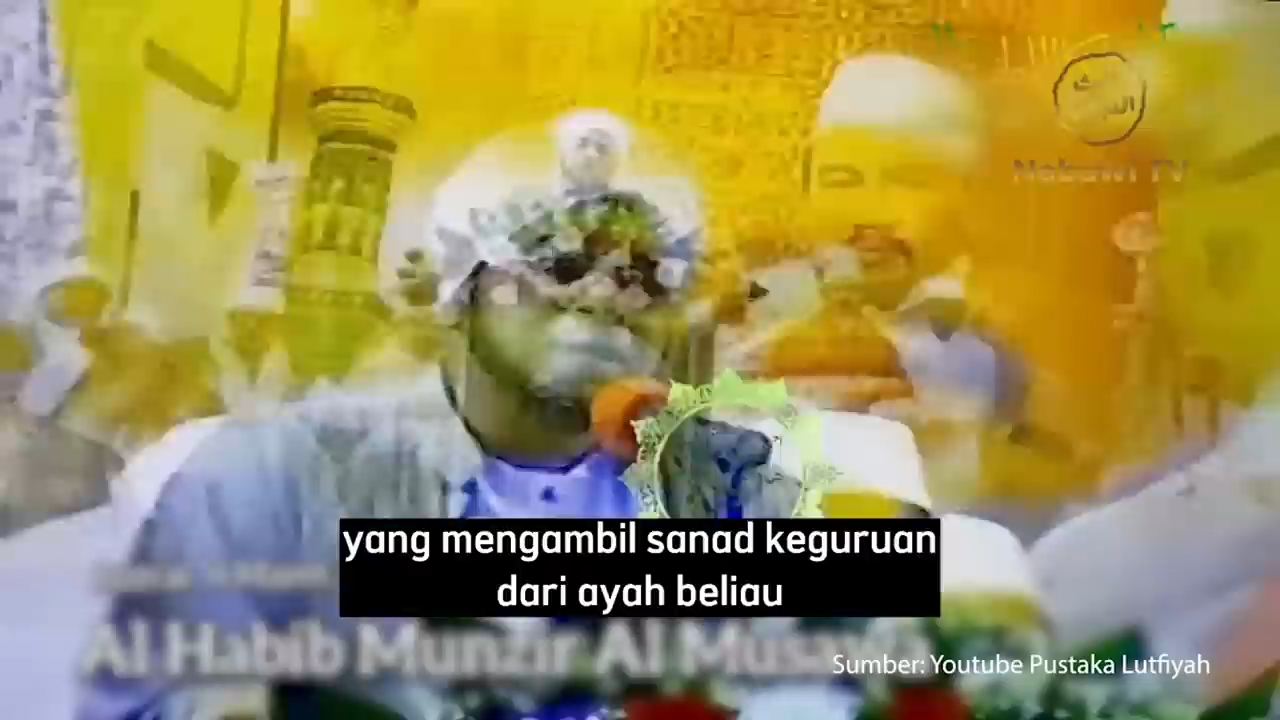 Nabawi TV
yang mengambil sanad keguruan
dari ayah beliau
Al Habib Munzir Al Musawa
Sumber: Youtube Pustaka Lutfiyah